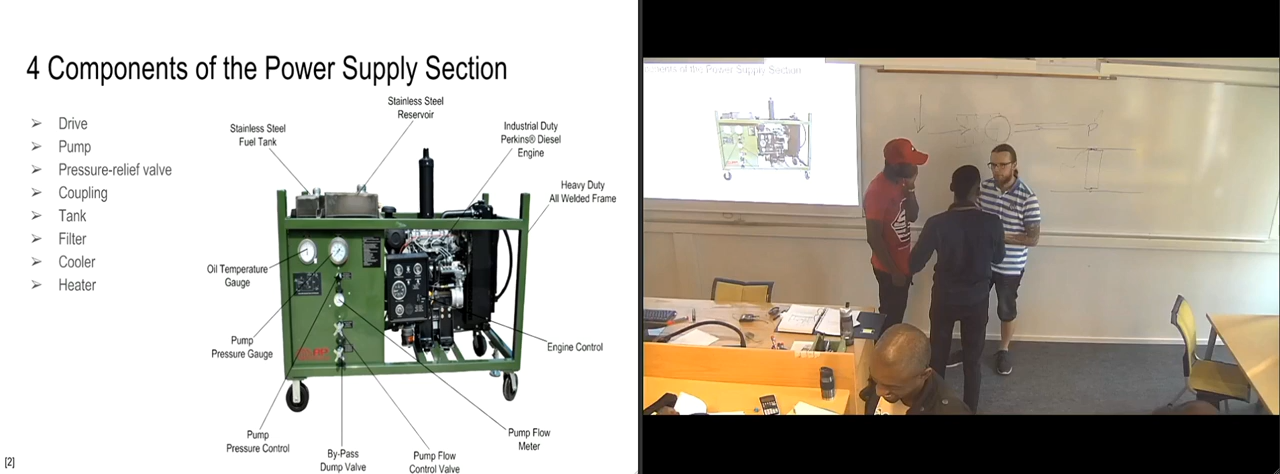 4 Components of the Power Supply Section
➢ Drive
➢ Pump
➢ Pressure-relief valve
➢ Coupling
➢ Tank
➢ Filter
➢ Cooler
➢ Heater
Stainless Steel
Fuel Tank
Stainless Steel
Reservoir
Industrial Duty
Perkins® Diesel
Engine
Heavy Duty
All Welded Frame
Oil Temperature
Gauge
Pump
Pressure Gauge
Engine Control
Pump
Pressure Control
By-Pass
Dump Valve
Pump Flow
Control Valve
Pump Flow
Meter
[2]
of the Power Supply Section
P